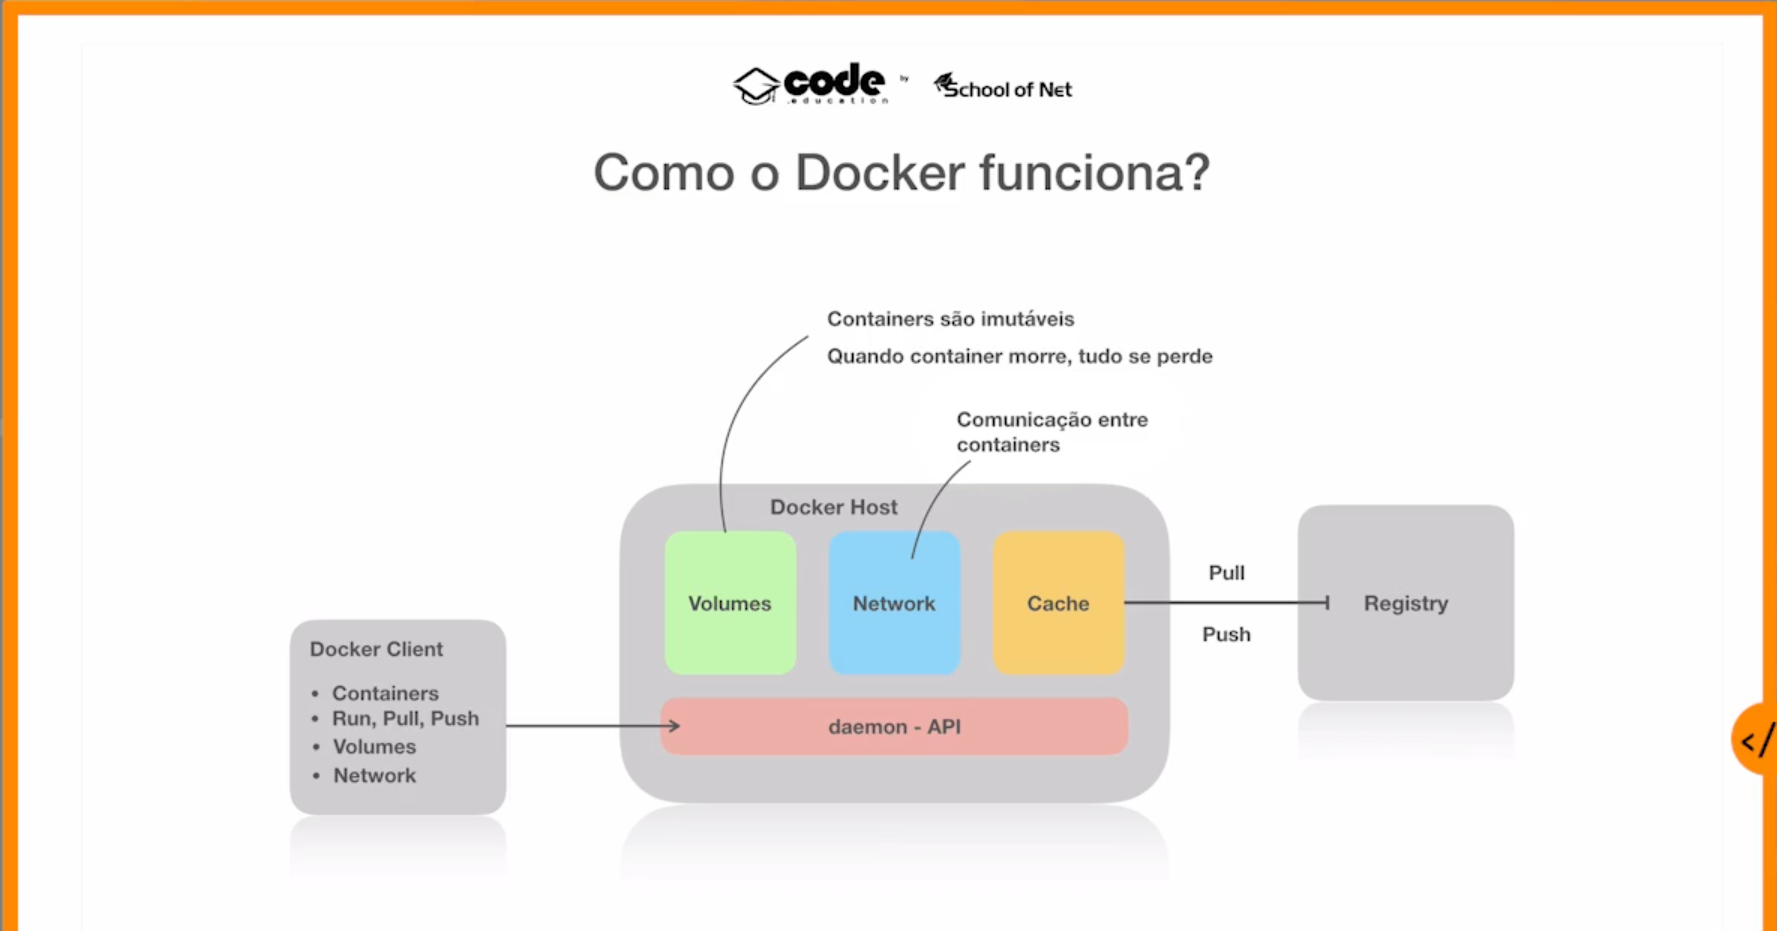 code
.education
by
School of Net
Como o Docker funciona?
Containers são imutáveis
Quando container morre, tudo se perde
Comunicação entre
containers
Docker Host
Volumes
Network
Cache
Pull
Push
Registry
Docker Client
• Containers
• Run, Pull, Push
• Volumes
• Network
daemon - API
<//